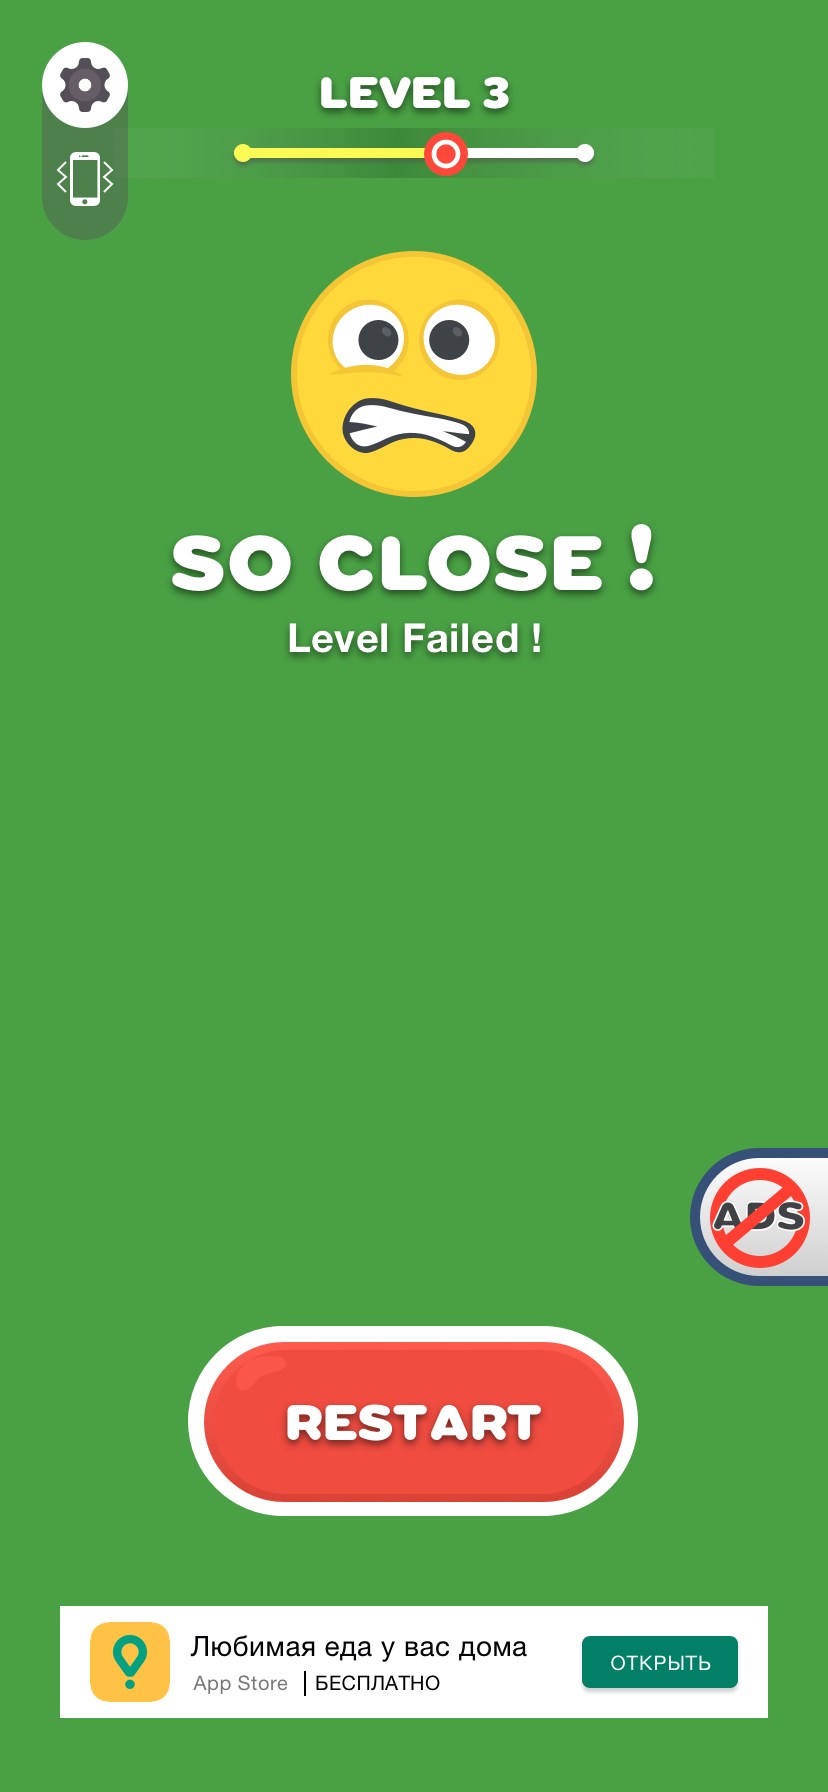 LEVEL 3
SO CLOSE !
Level Failed !
ADS
RESTART
Любимая еда у вас дома
App Store | БЕСПЛАТНО
ОТКРЫТЬ